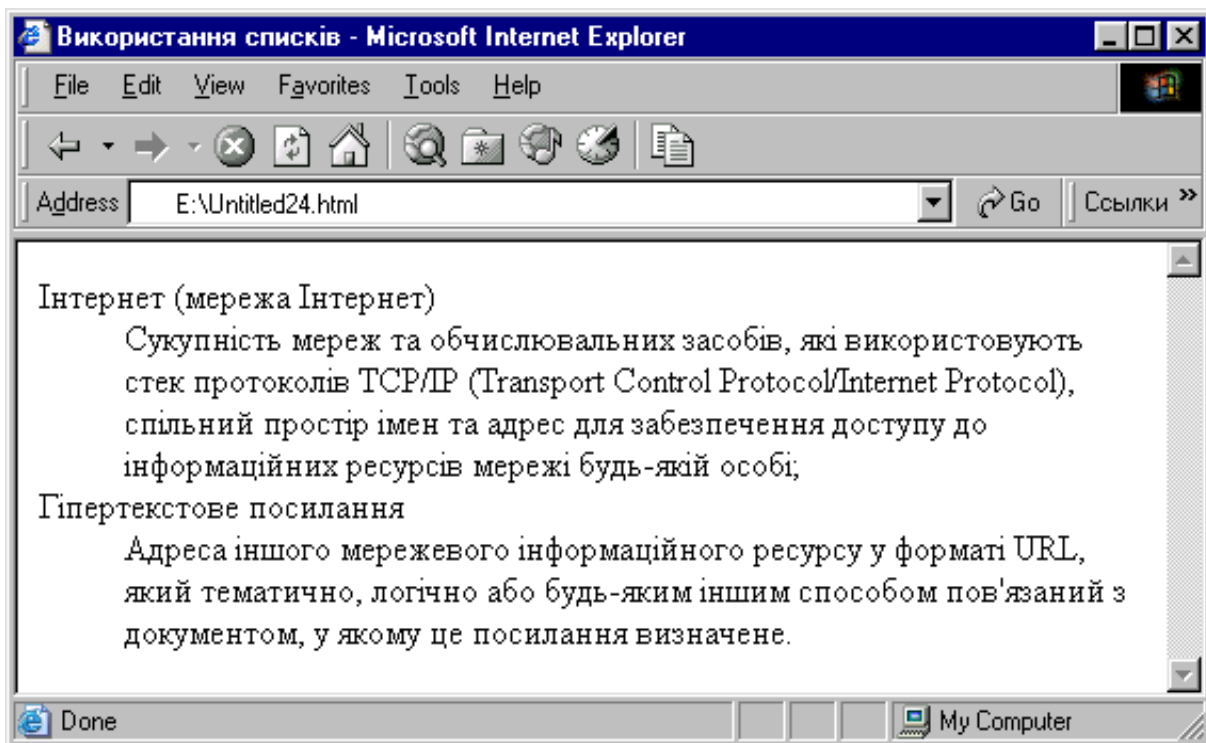 Використання списків - Microsoft Internet Explorer
File Edit View Favorites Tools Help
Address E:\Untitled24.html Go Ссылки »
Інтернет (мережа Інтернет)
Сукупність мереж та обчислювальних засобів, які використовують
стек протоколів TCP/IP (Transport Control Protocol/Internet Protocol),
спільний простір імен та адрес для забезпечення доступу до
інформаційних ресурсів мережі будь-якій особі;
Гіпертекстове посилання
Адреса іншого мережевого інформаційного ресурсу у форматі URL,
який тематично, логічно або будь-яким іншим способом пов'язаний з
документом, у якому це посилання визначене.
Done My Computer